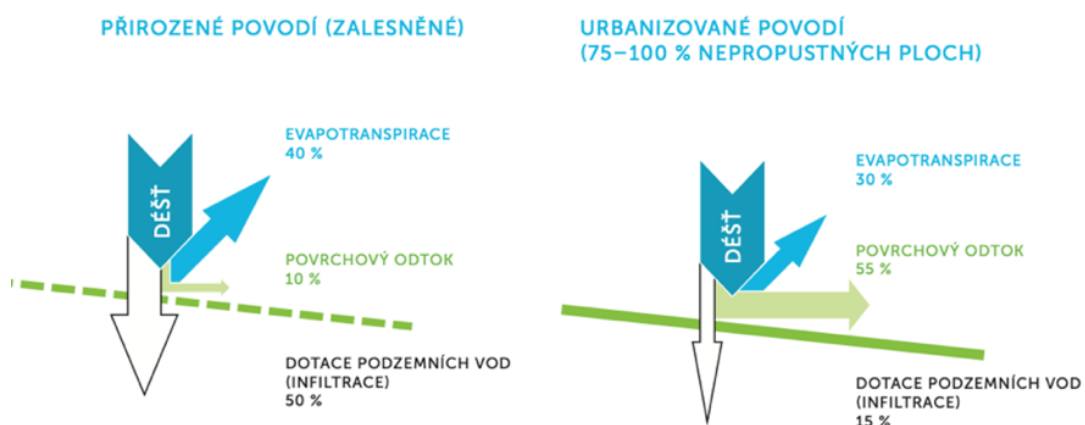 PŘIROZENÉ POVODÍ (ZALESNĚNÉ)
DÉŠŤ
EVAPOTRANSPIRACE
40 %
POVRCHOVÝ ODTOK
10 %
DOTACE PODZEMNÍCH VOD
(INFILTRACE)
50 %
URBANIZOVANÉ POVODÍ
(75–100 % NEPROPUSTNÝCH PLOCH)
DÉŠŤ
EVAPOTRANSPIRACE
30 %
POVRCHOVÝ ODTOK
55 %
DOTACE PODZEMNÍCH VOD
(INFILTRACE)
15 %